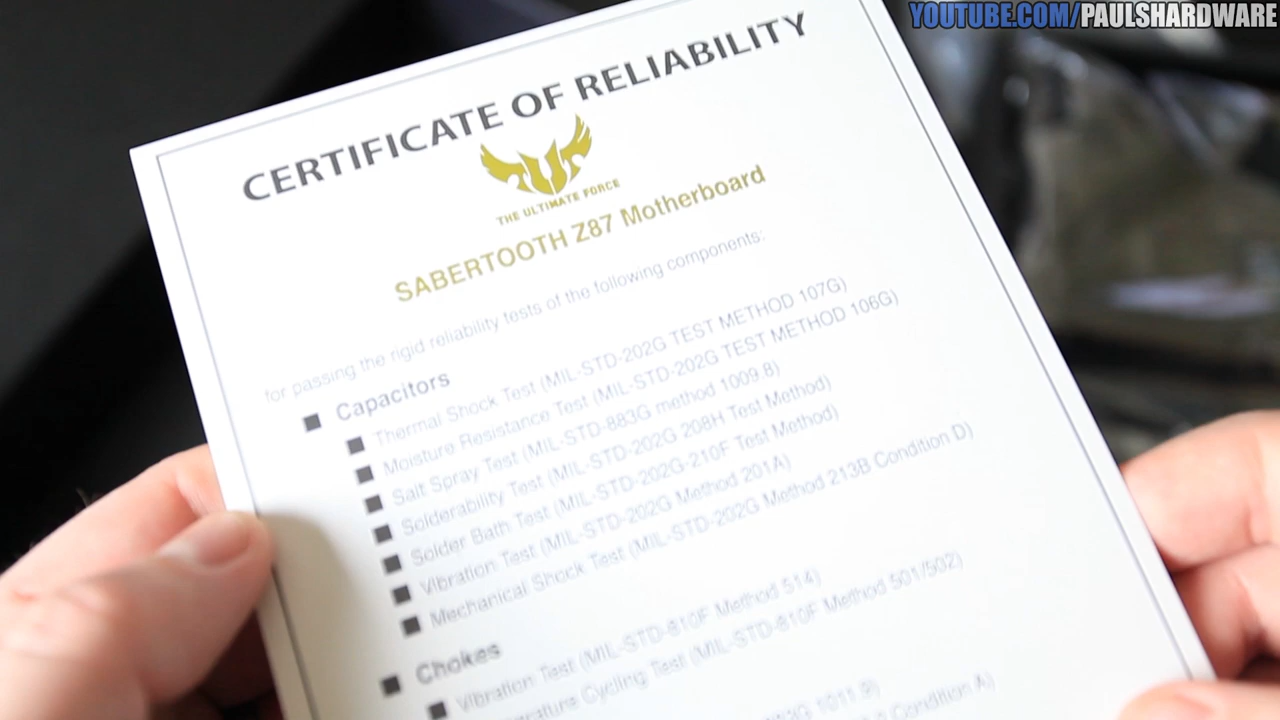 YOUTUBE.COM/PAULSHARDWARE
CERTIFICATE OF RELIABILITY
THE ULTIMATE FORCE
SABERTOOTH Z87 Motherboard
for passing the rigid reliability tests of the following components:
Capacitors
Thermal Shock Test (MIL-STD-202G TEST METHOD 107G)
Moisture Resistance Test (MIL-STD-202G TEST METHOD 106G)
Salt Spray Test (MIL-STD-883G method 1009.8)
Solderability Test (MIL-STD-202G 208H Test Method)
Solder Bath Test (MIL-STD-202G-210F Test Method)
Vibration Test (MIL-STD-202G Method 201A)
Mechanical Shock Test (MIL-STD-202G Method 213B Condition D)
Chokes
Vibration Test (MIL-STD-810F Method 514)
Cycling Test (MIL-STD-810F Method 501/502)
1011.9)
Condition A)